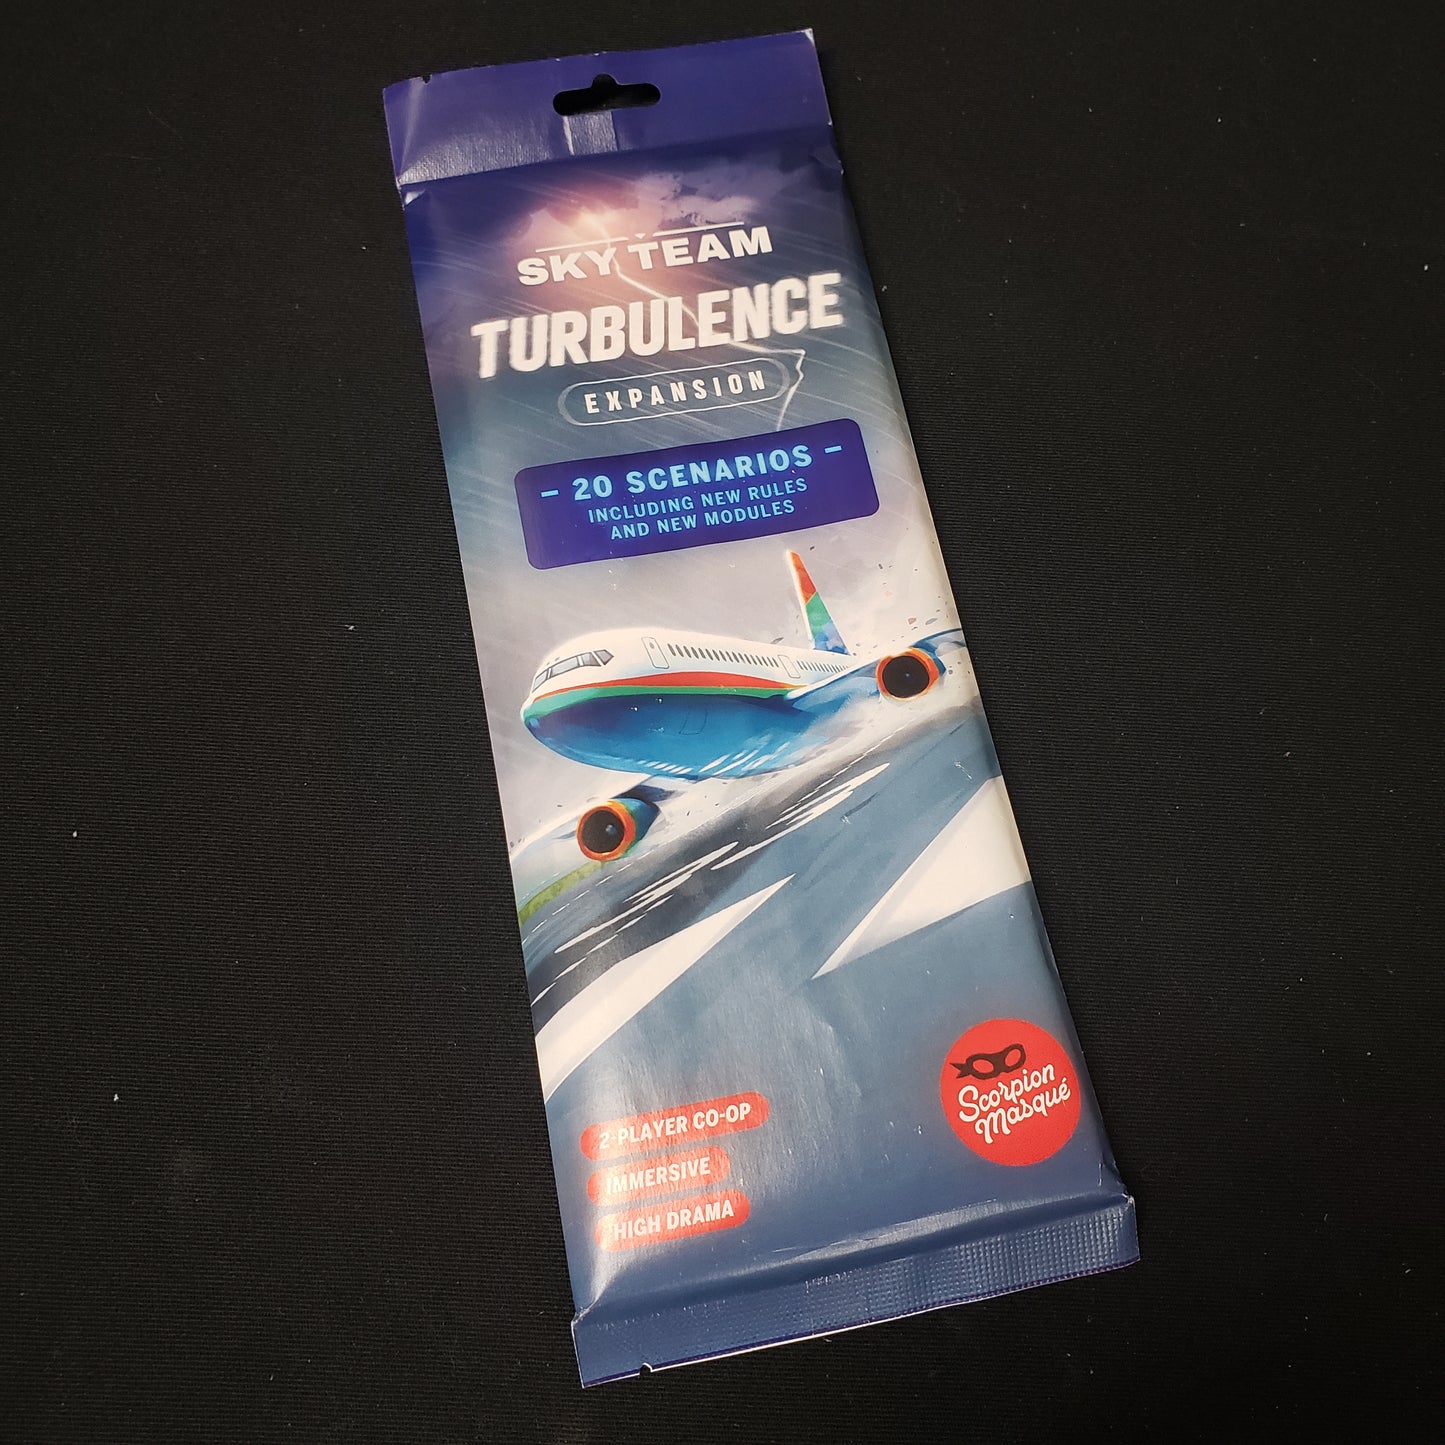 SKY TEAM
TURBULENCE
EXPANSION
- 20 SCENARIOS -
INCLUDING NEW RULES
AND NEW MODULES
2-PLAYER CO-OP
IMMERSIVE
HIGH DRAMA
Scorpion
Masqué